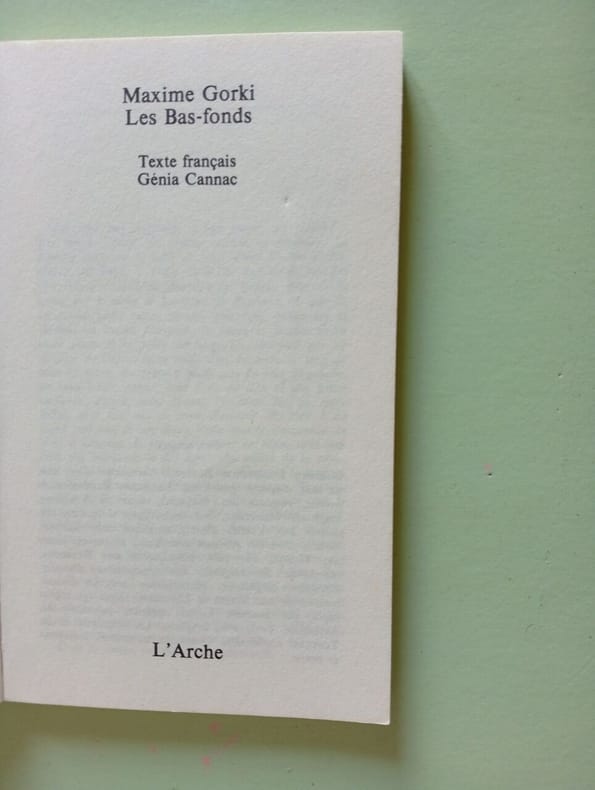 Maxime Gorki
Les Bas-fonds
Texte français
Génia Cannac
L'Arche